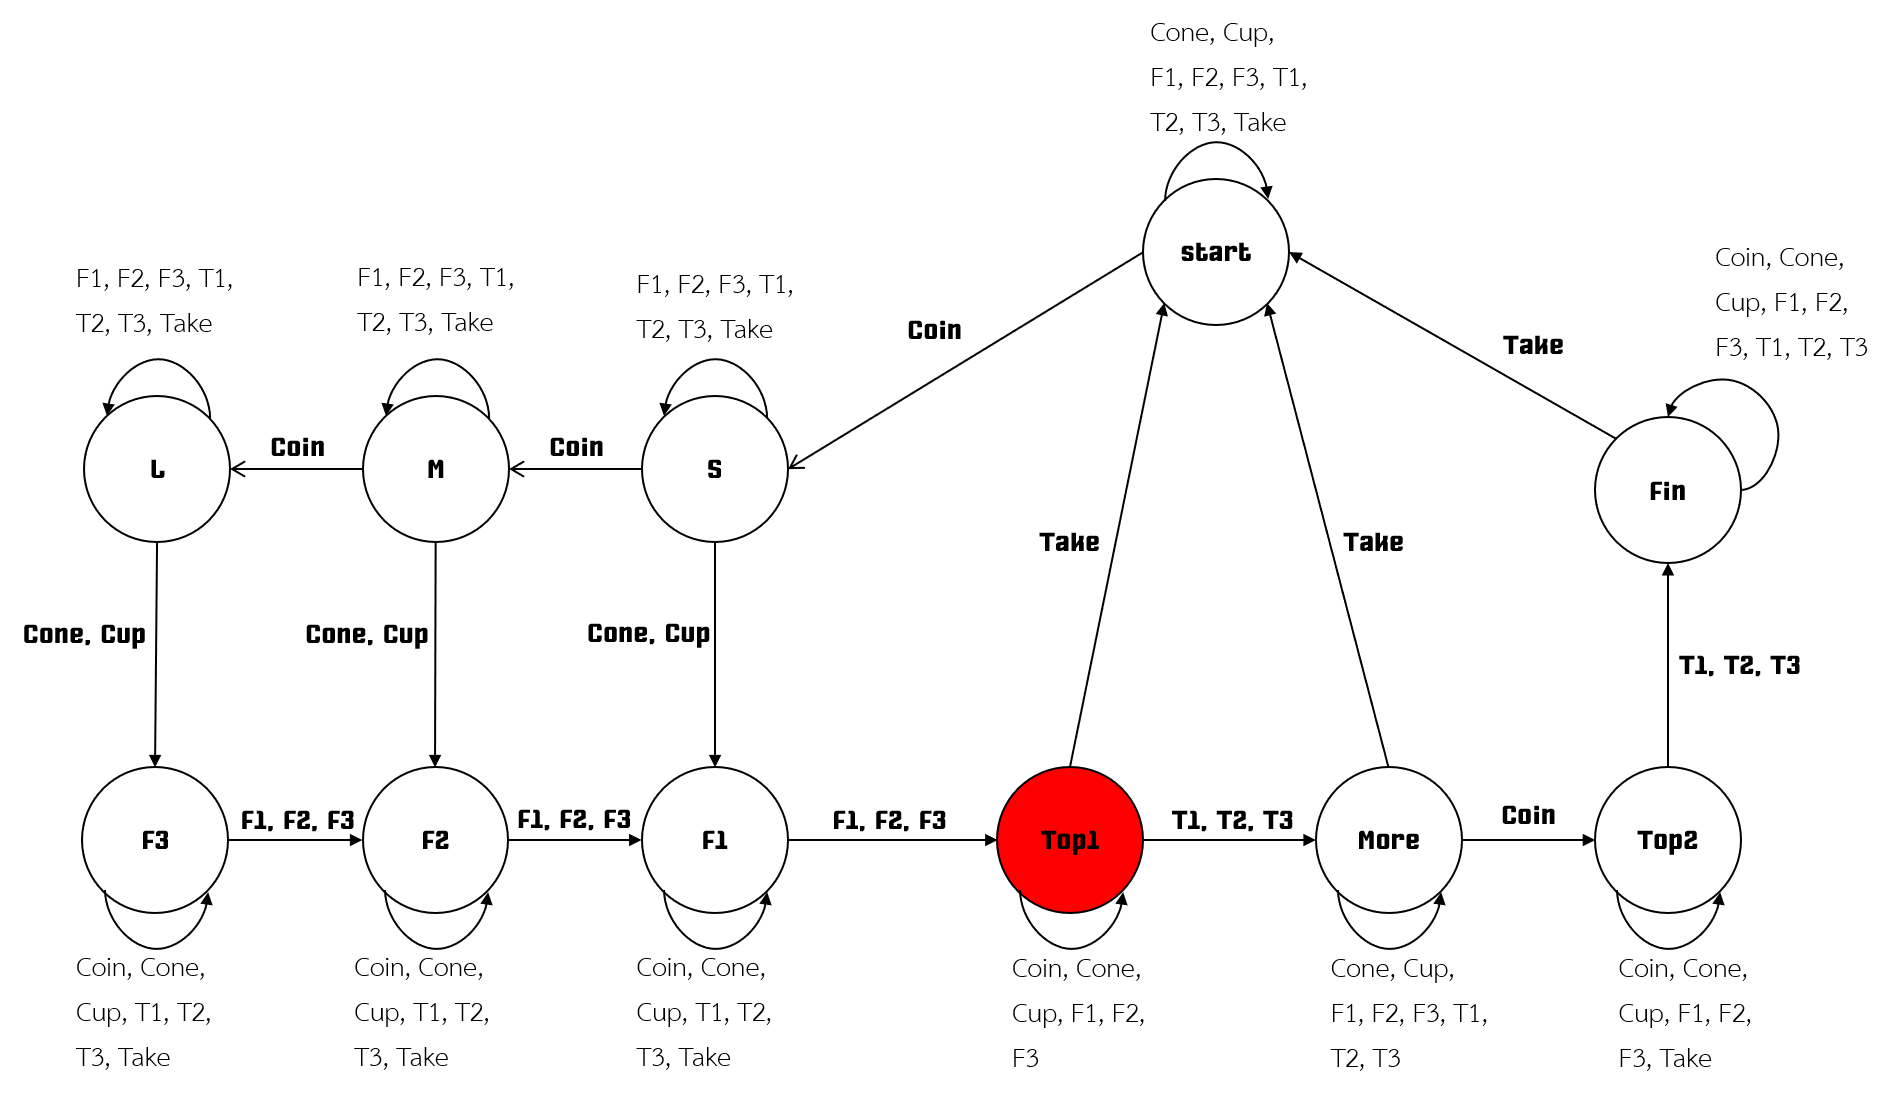 Cone, Cup,
F1, F2, F3, T1,
T2, T3, Take
start
Coin, Cone,
Cup, F1, F2,
F3, T1, T2, T3
F1, F2, F3, T1,
T2, T3, Take
F1, F2, F3, T1,
T2, T3, Take
F1, F2, F3, T1,
T2, T3, Take
Coin
Take
L
Coin
M
Coin
S
Fin
Take
Take
Cone, Cup
Cone, Cup
Cone, Cup
T1, T2, T3
F3
F1, F2, F3
F2
F1, F2, F3
F1
F1, F2, F3
Top1
T1, T2, T3
More
Coin
Top2
Coin, Cone,
Cup, T1, T2,
T3, Take
Coin, Cone,
Cup, T1, T2,
T3, Take
Coin, Cone,
Cup, T1, T2,
T3, Take
Coin, Cone,
Cup, F1, F2,
F3
Cone, Cup,
F1, F2, F3, T1,
T2, T3
Coin, Cone,
Cup, F1, F2,
F3, Take